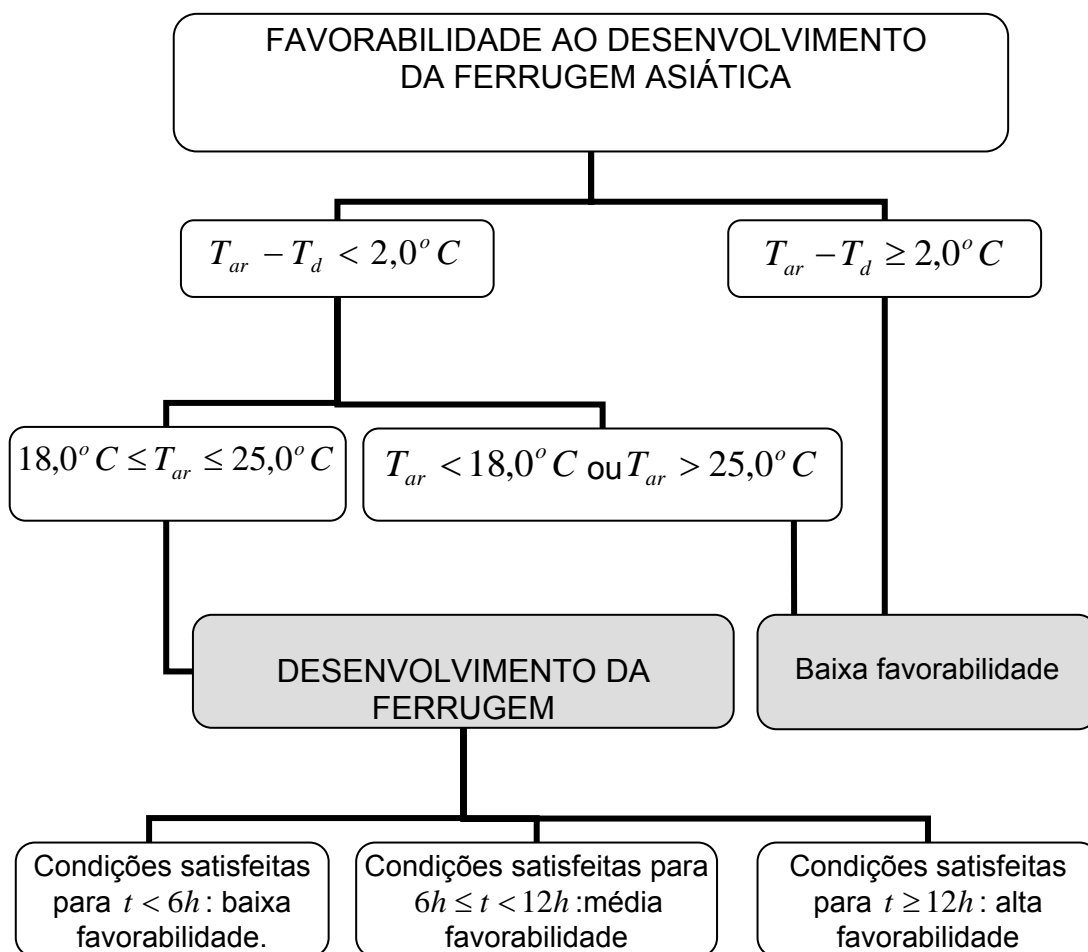 FAVORABILIDADE AO DESENVOLVIMENTO
DA FERRUGEM ASIÁTICA
T_ar − T_d < 2,0° C
T_ar − T_d ≥ 2,0° C
18,0° C ≤ T_ar ≤ 25,0° C
T_ar < 18,0° C ou T_ar > 25,0° C
DESENVOLVIMENTO DA
FERRUGEM
Baixa favorabilidade
Condições satisfeitas
para t < 6h : baixa
favorabilidade.
Condições satisfeitas para
6h ≤ t < 12h :média
favorabilidade
Condições satisfeitas
para t ≥ 12h : alta
favorabilidade